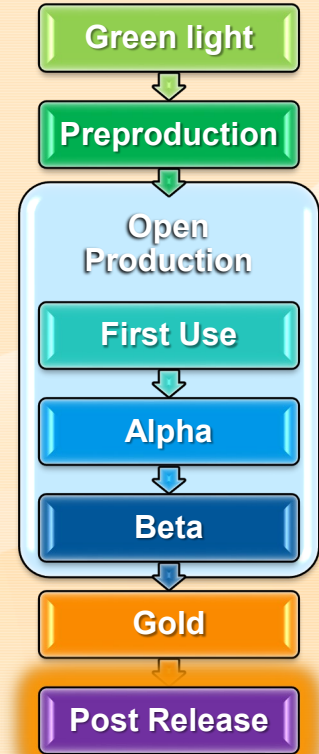 Green light
Preproduction
Open
Production
First Use
Alpha
Beta
Gold
Post Release